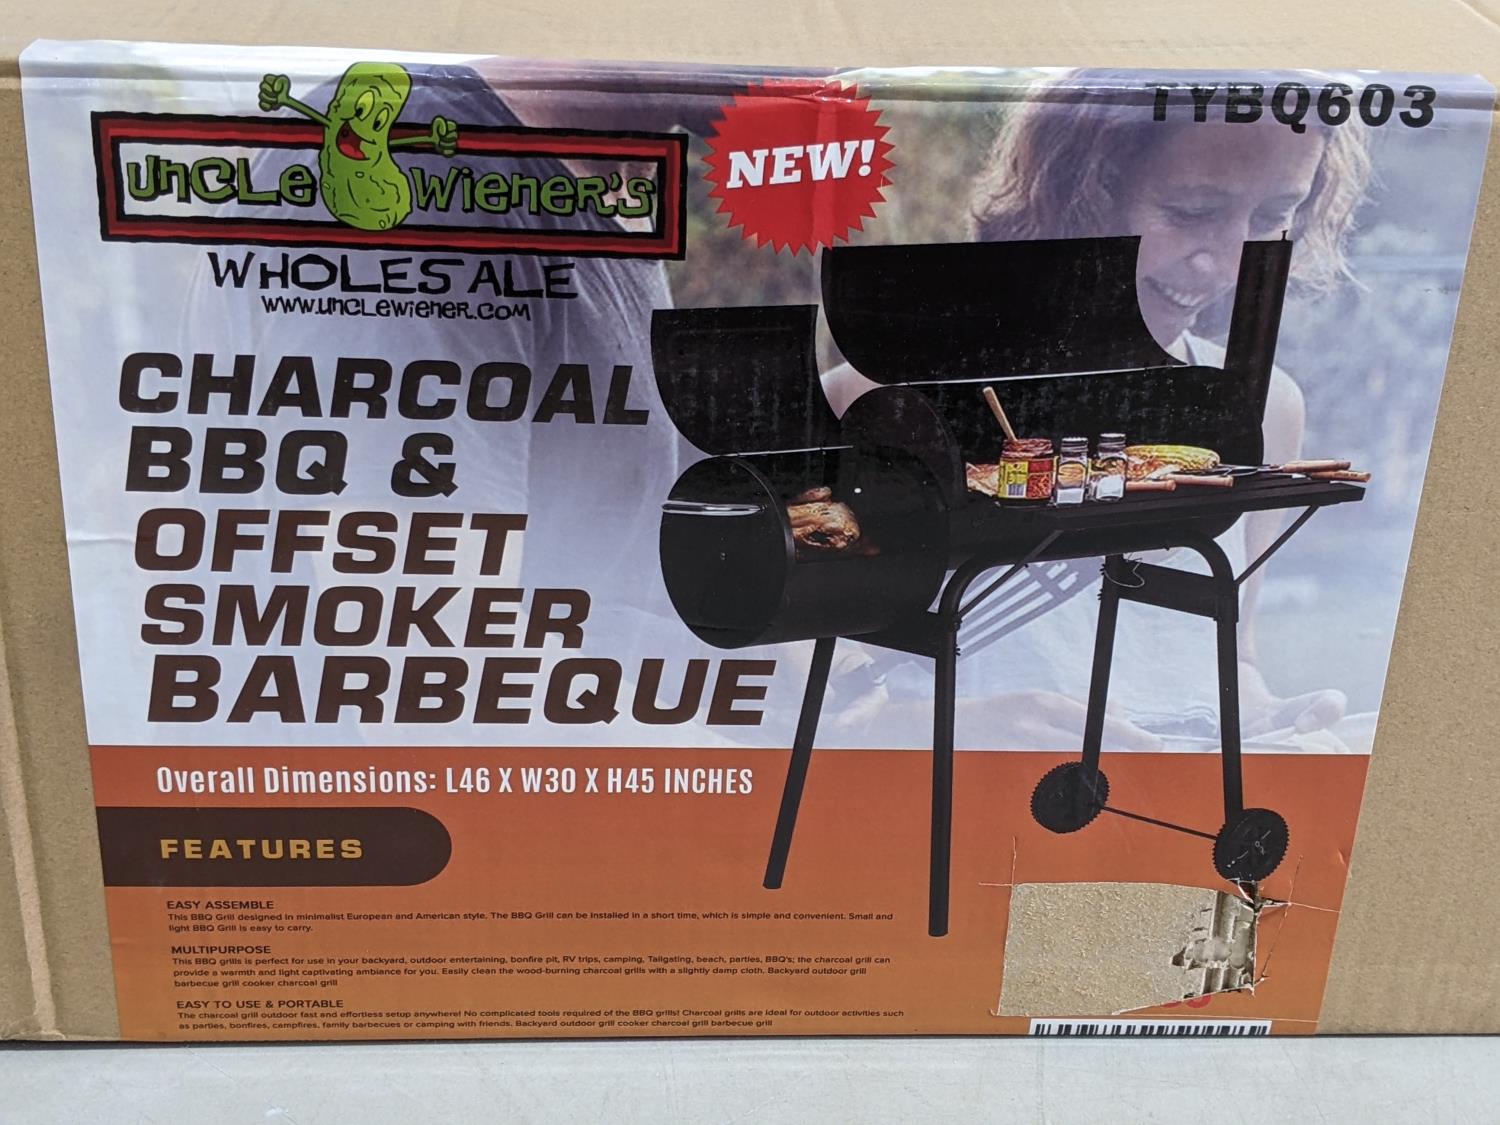 UNCLE WIENER'S
WHOLESALE
WWW.UNCLEWIENER.COM
NEW!
TYBQ603
CHARCOAL
BBQ &
OFFSET
SMOKER
BARBEQUE
Overall Dimensions: L46 X W30 X H45 INCHES
FEATURES
EASY ASSEMBLE
This BBQ Grill designed in minimalist European and American style. The BBQ Grill can be installed in a short time, which is simple and convenient. Small and
light BBQ Grill is easy to carry.
MULTIPURPOSE
This BBQ grills is perfect for use in your backyard, outdoor entertaining, bonfire pit, RV trips, camping, Tailgating, beach, parties, BBQ's; the charcoal grill can
provide a warmth and light captivating ambiance for you. Easily clean the wood-burning charcoal grills with a slightly damp cloth. Backyard outdoor grill
barbecue grill cooker charcoal grill
EASY TO USE & PORTABLE
The charcoal grill outdoor fast and effortless setup anywhere! No complicated tools required of the BBQ grills! Charcoal grills are ideal for outdoor activities such
as parties, bonfires, campfires, family barbecues or camping with friends. Backyard outdoor grill cooker charcoal grill barbecue grill